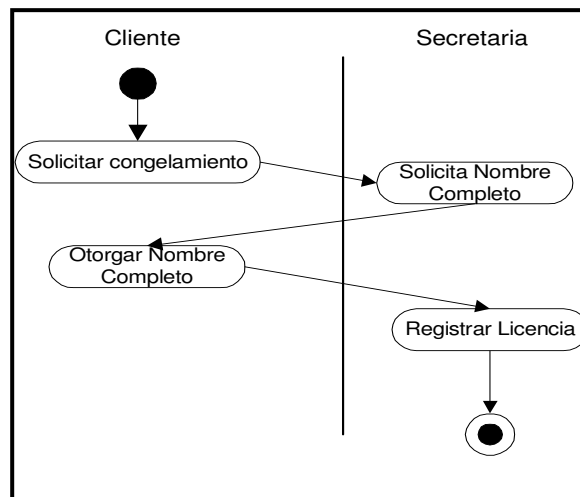 Cliente
Secretaria
Solicitar congelamiento
Solicita Nombre
Completo
Otorgar Nombre
Completo
Registrar Licencia